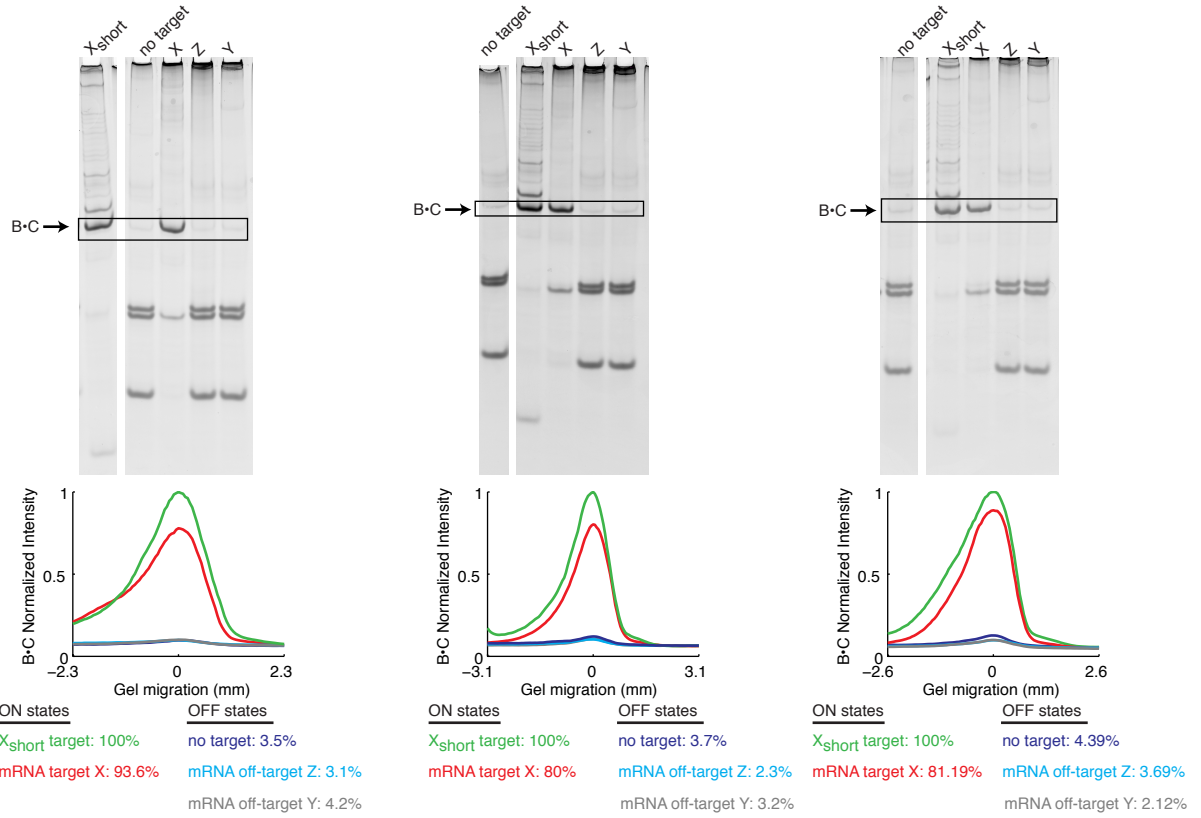 Xshort no target X Z Y
B•C
B•C Normalized Intensity
1
0.5
0
−2.3 0 2.3
Gel migration (mm)
ON states OFF states
Xshort target: 100% no target: 3.5%
mRNA target X: 93.6% mRNA off-target Z: 3.1%
mRNA off-target Y: 4.2%
no target Xshort X Z Y
B•C
B•C Normalized Intensity
1
0.5
0
−3.1 0 3.1
Gel migration (mm)
ON states OFF states
Xshort target: 100% no target: 3.7%
mRNA target X: 80% mRNA off-target Z: 2.3%
mRNA off-target Y: 3.2%
no target Xshort X Z Y
B•C
B•C Normalized Intensity
1
0.5
0
−2.6 0 2.6
Gel migration (mm)
ON states OFF states
Xshort target: 100% no target: 4.39%
mRNA target X: 81.19% mRNA off-target Z: 3.69%
mRNA off-target Y: 2.12%